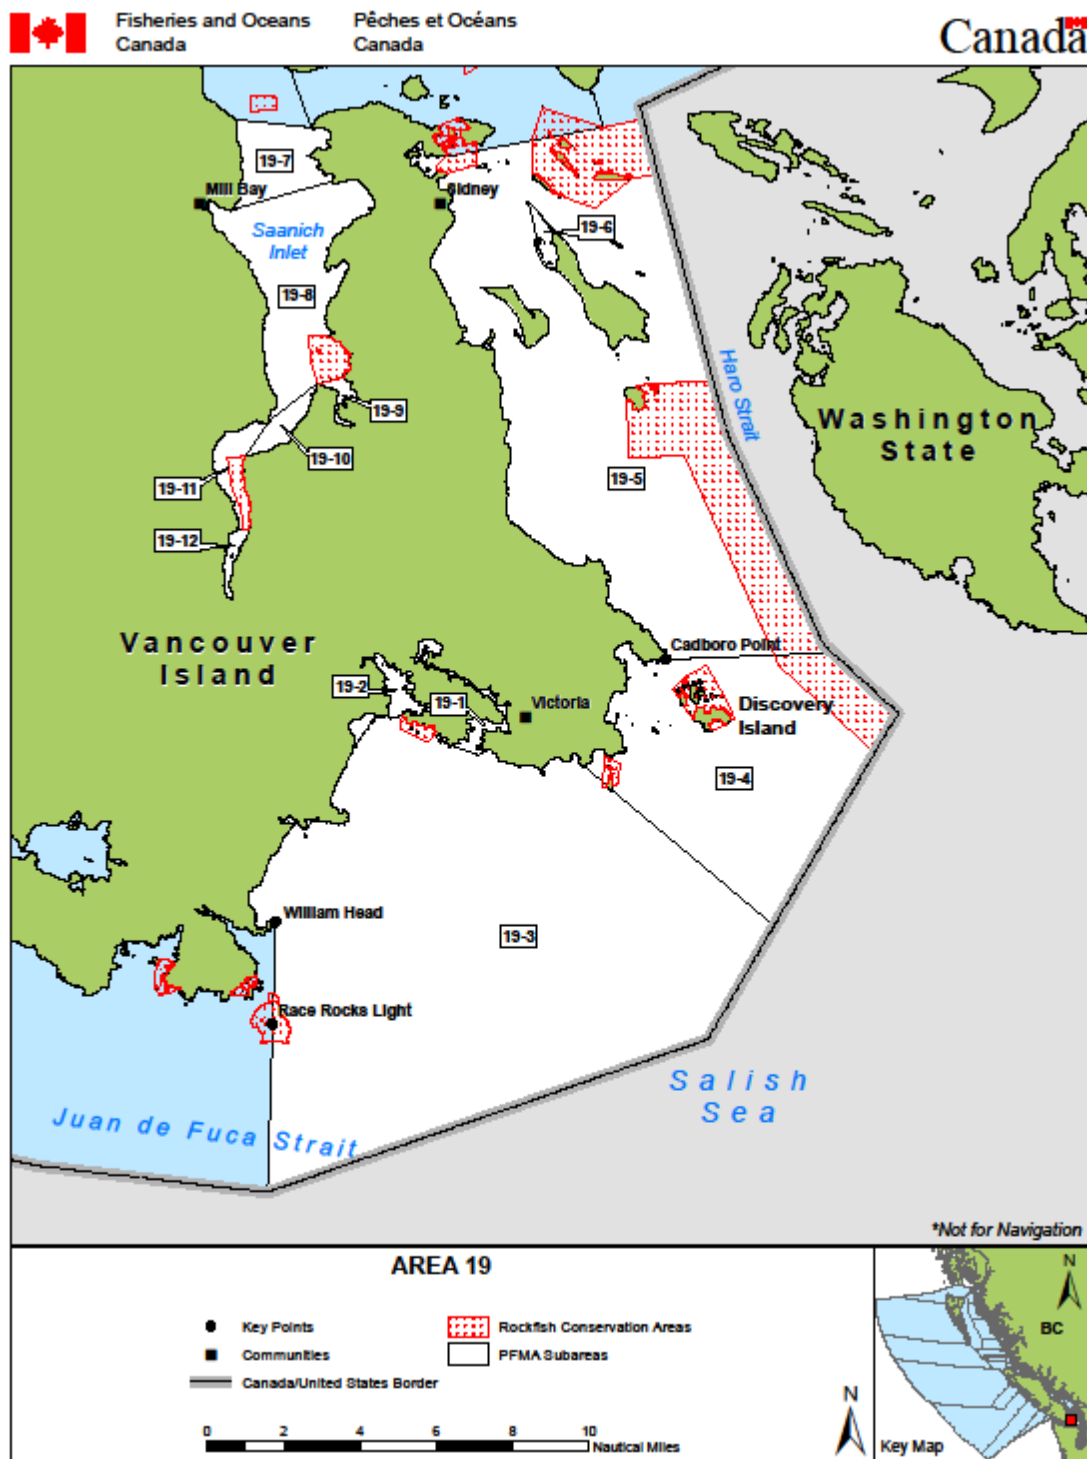 Fisheries and Oceans
Canada
Pêches et Océans
Canada
Canada
19-7
Mill Bay
Sidney
Saanich
Inlet
19-6
19-8
Haro Strait
19-9
Washington
State
19-10
19-5
19-11
19-12
Vancouver
Island
Cadboro Point
19-2
19-1
Victoria
Discovery
Island
19-4
William Head
19-3
Race Rocks Light
Salish
Sea
Juan de Fuca Strait
*Not for Navigation
AREA 19
Key Points
Rockfish Conservation Areas
Communities
PFMA Subareas
Canada/United States Border
0 2 4 6 8 10
Nautical Miles
N
N
BC
Key Map